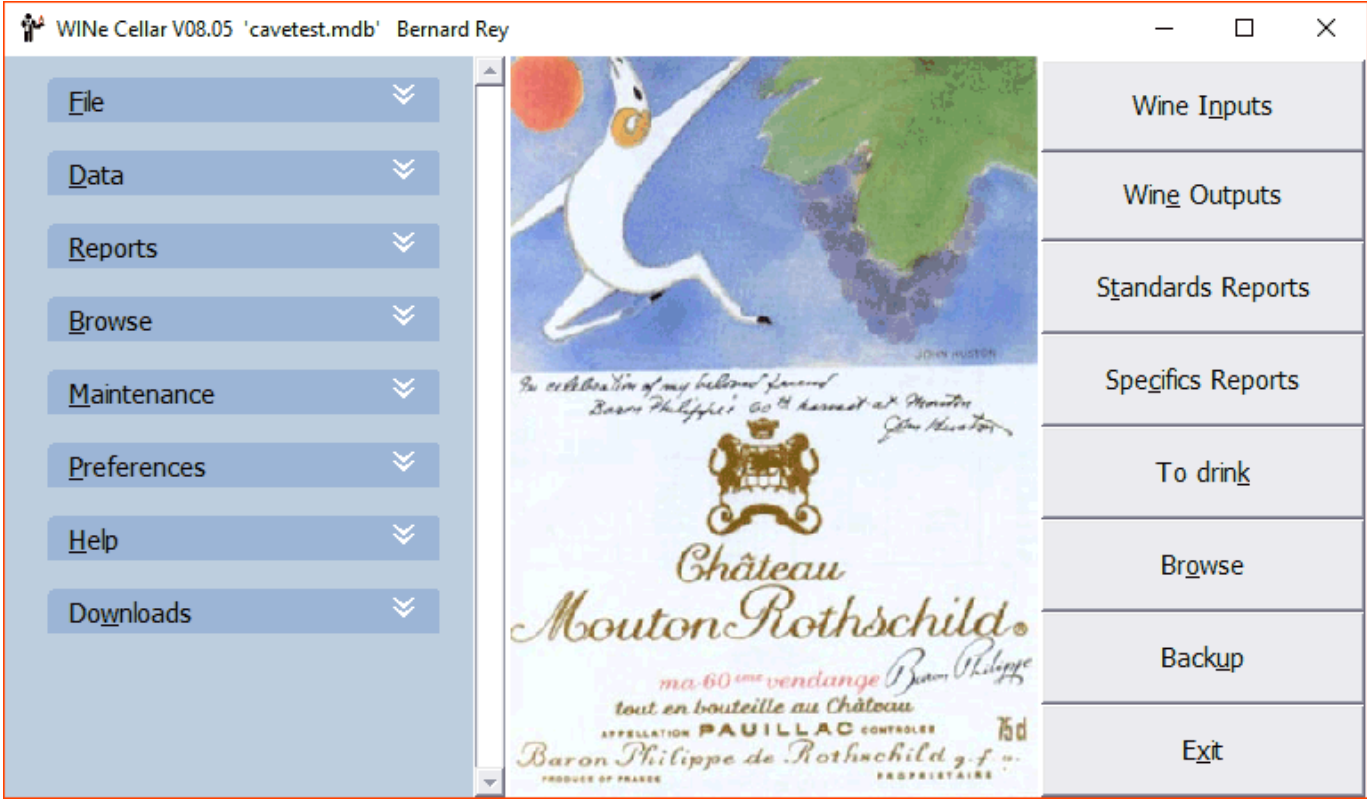 WINe Cellar V08.05 'cavetest.mdb' Bernard Rey
File
Data
Reports
Browse
Maintenance
Preferences
Help
Downloads
JOHN HUSTON
In celebration of my beloved friend
Baron Philippe's 60th harvest at Mouton
John Huston
Château
Mouton Rothschild®
ma 60ème vendange Baron Philippe
tout en bouteille au Château
APPELLATION PAUILLAC CONTROLÉE 75 cl
Baron Philippe de Rothschild g.f.a.
PRODUCE OF FRANCE PROPRIETAIRE
Wine Inputs
Wine Outputs
Standards Reports
Specifics Reports
To drink
Browse
Backup
Exit